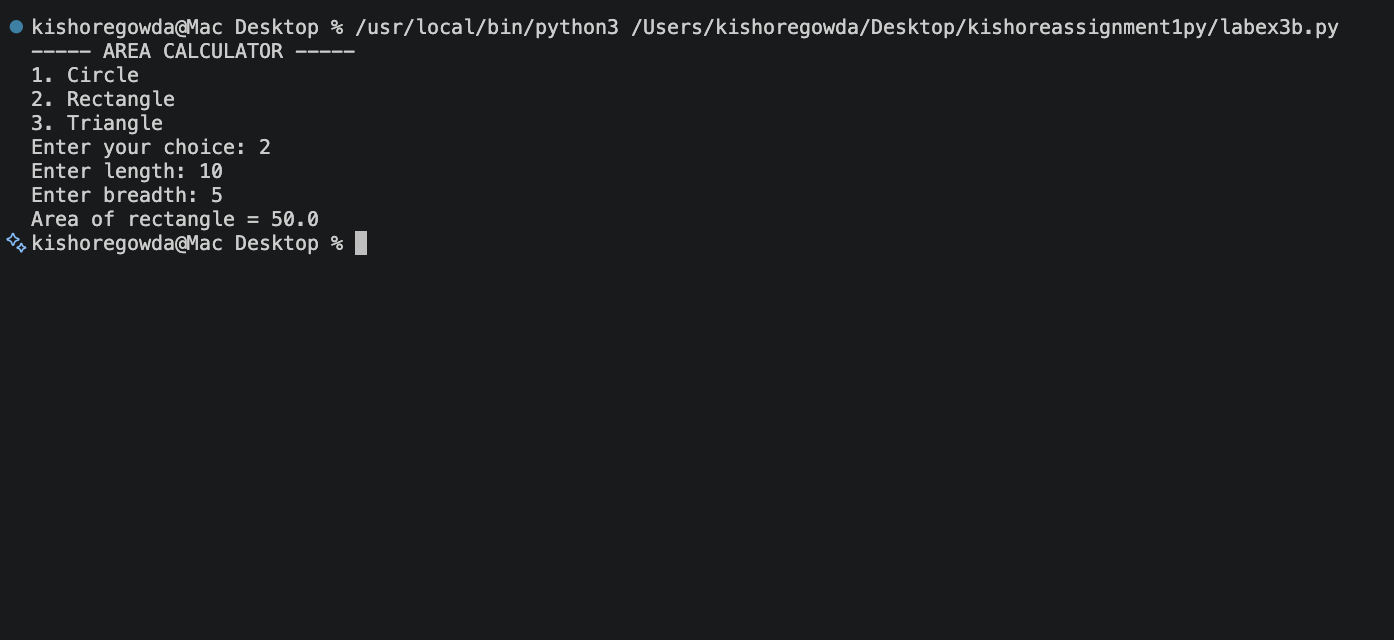 kishoregowda@Mac Desktop % /usr/local/bin/python3 /Users/kishoregowda/Desktop/kishoreassignment1py/labex3b.py
----- AREA CALCULATOR -----
1. Circle
2. Rectangle
3. Triangle
Enter your choice: 2
Enter length: 10
Enter breadth: 5
Area of rectangle = 50.0
kishoregowda@Mac Desktop %